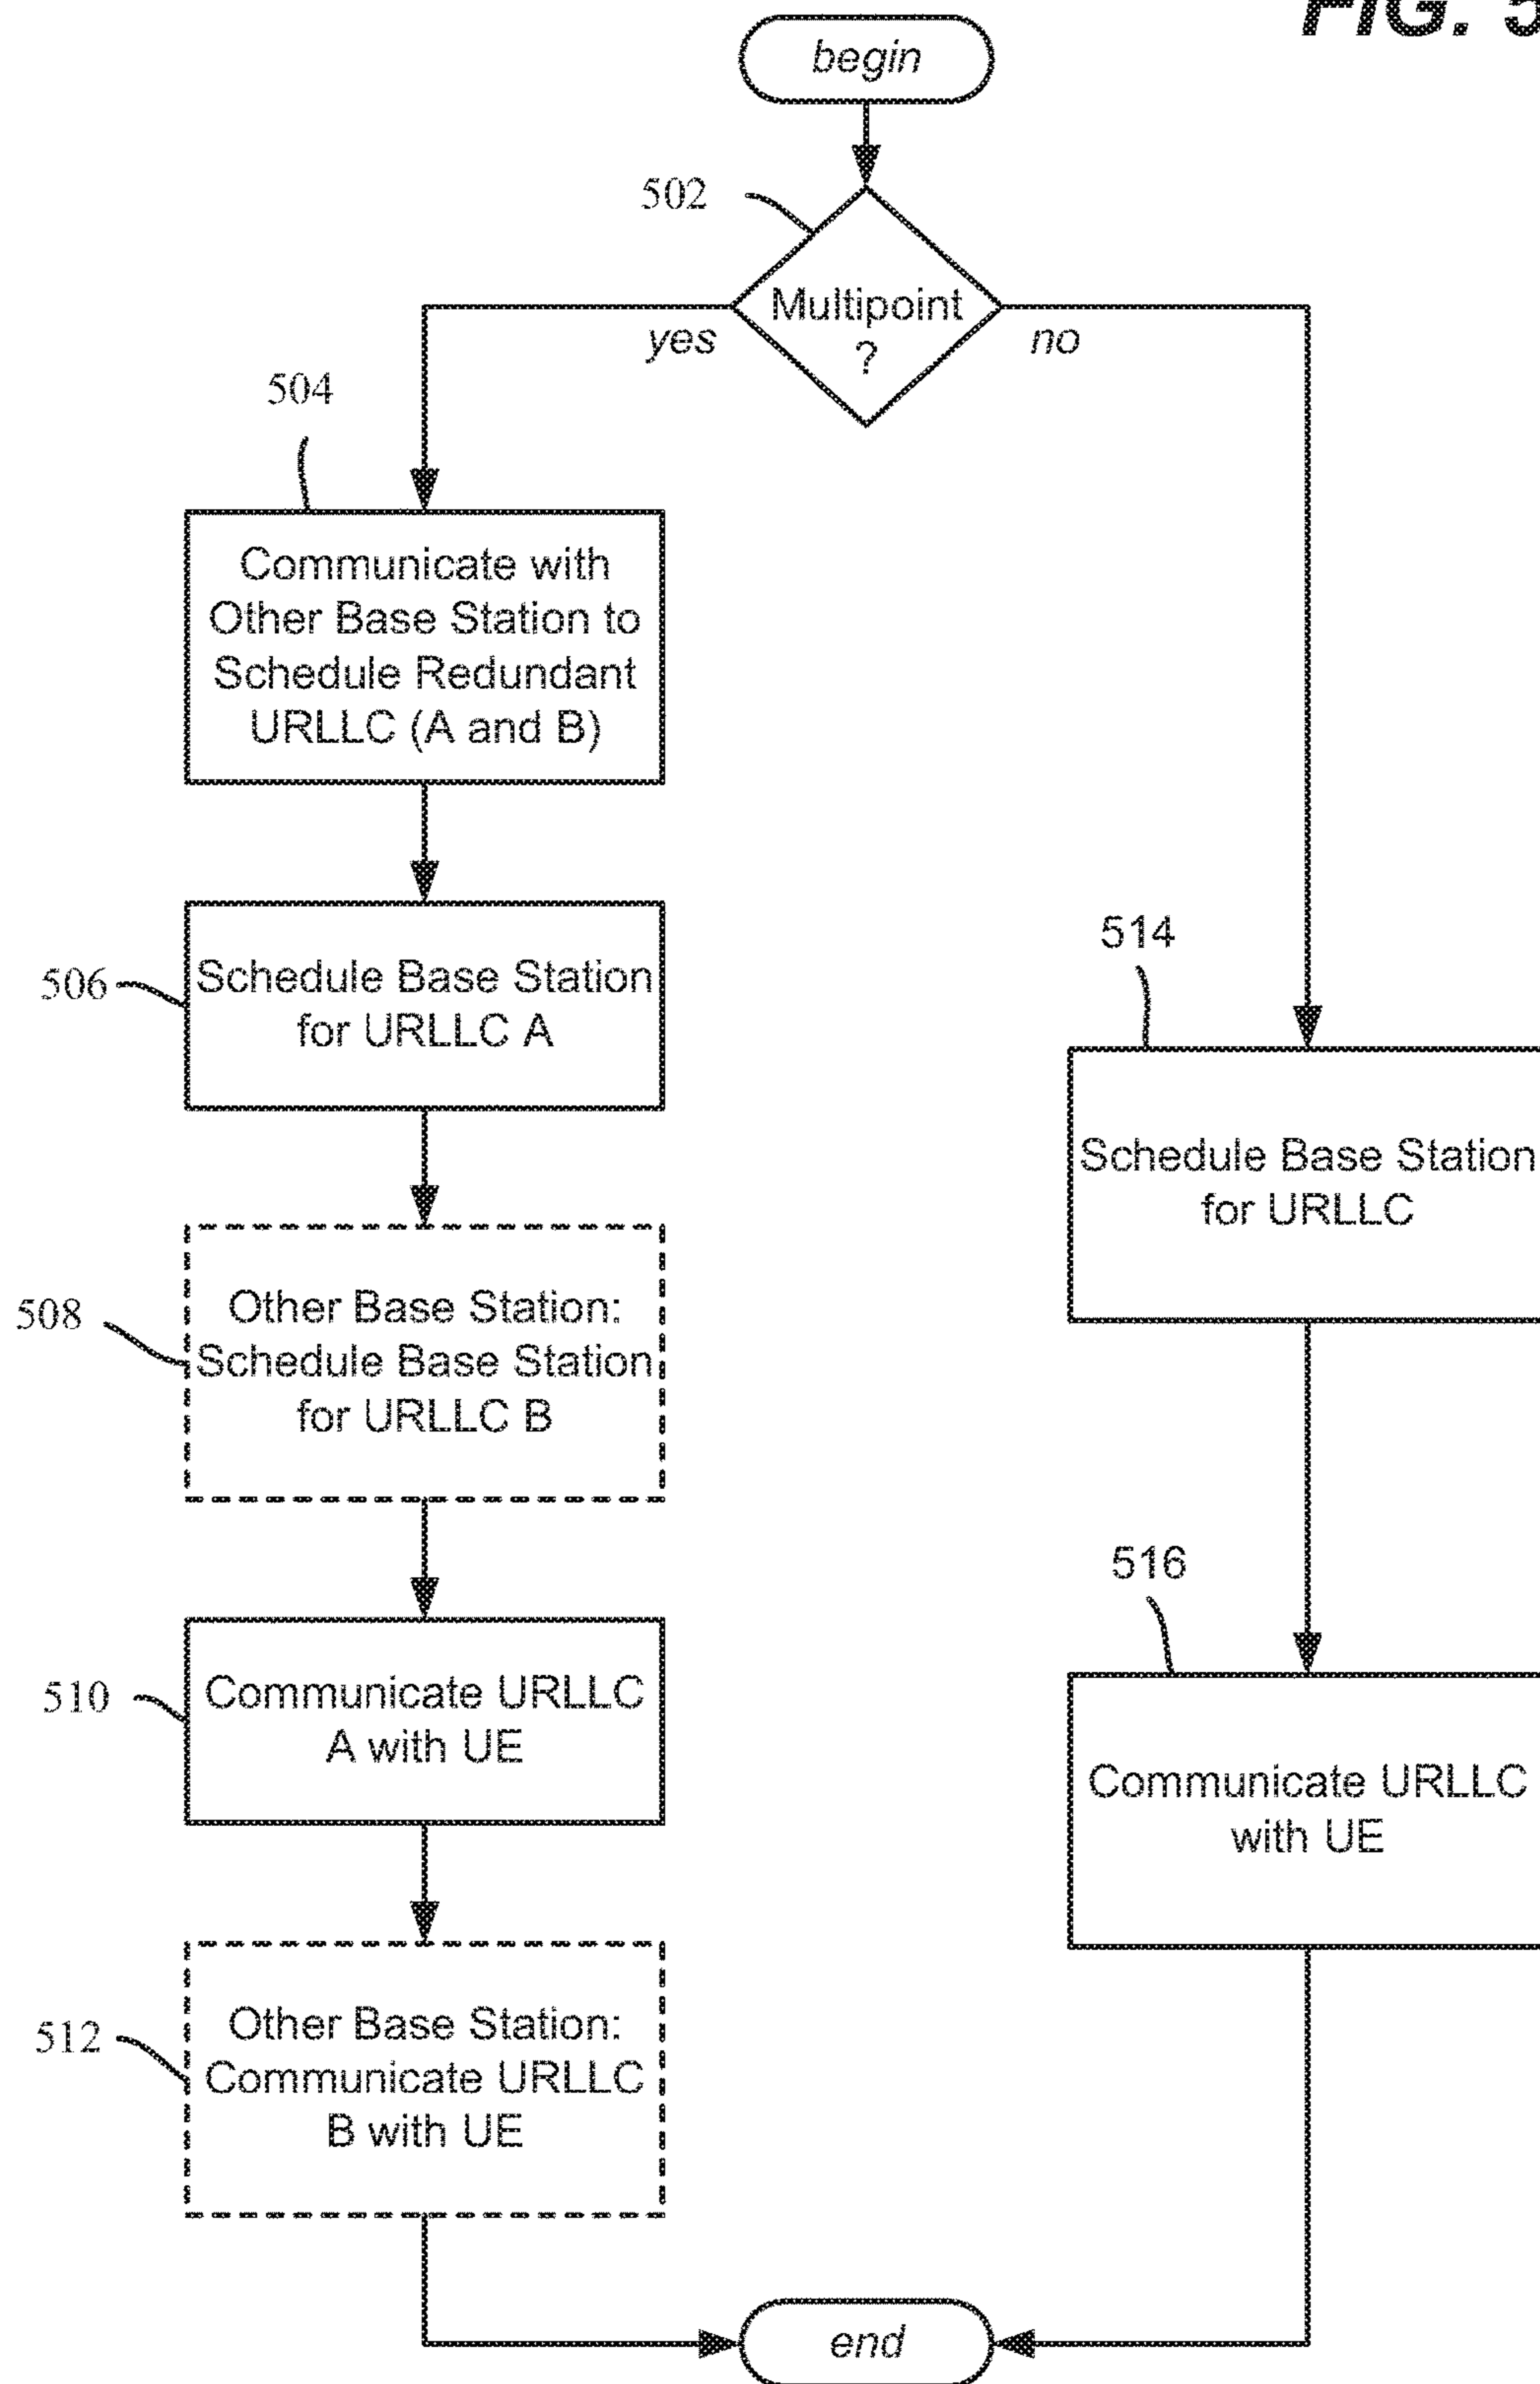 FIG. 5
begin
502
Multipoint
?
yes
no
504
Communicate with
Other Base Station to
Schedule Redundant
URLLC (A and B)
506
Schedule Base Station
for URLLC A
508
Other Base Station:
Schedule Base Station
for URLLC B
510
Communicate URLLC
A with UE
512
Other Base Station:
Communicate URLLC
B with UE
514
Schedule Base Station
for URLLC
516
Communicate URLLC
with UE
end